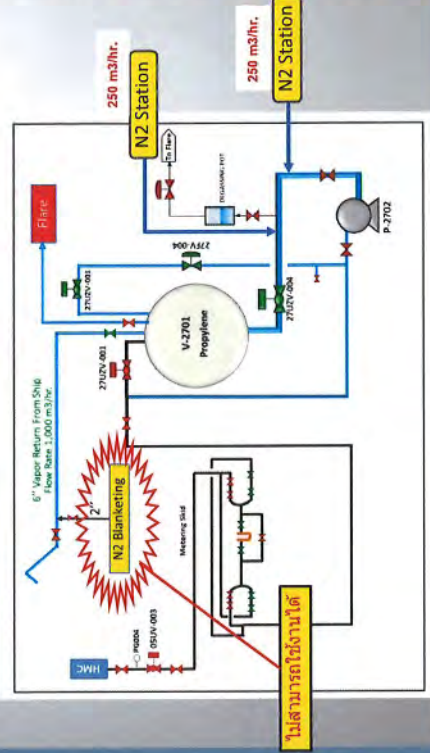 250 m3/hr.
N2 Station
250 m3/hr.
N2 Station
Flare
To Flare
DEGASSING POT
27FV-004
27UZV-003
6" Vapor Return From Ship
Flow Rate 1,000 m3/hr.
2"
N2 Blanketing
27UZV-001
V-2701
Propylene
27UZV-004
P-2702
HMC
PG004
05UV-003
Metering Skid
ไม่สามารถใช้งานได้